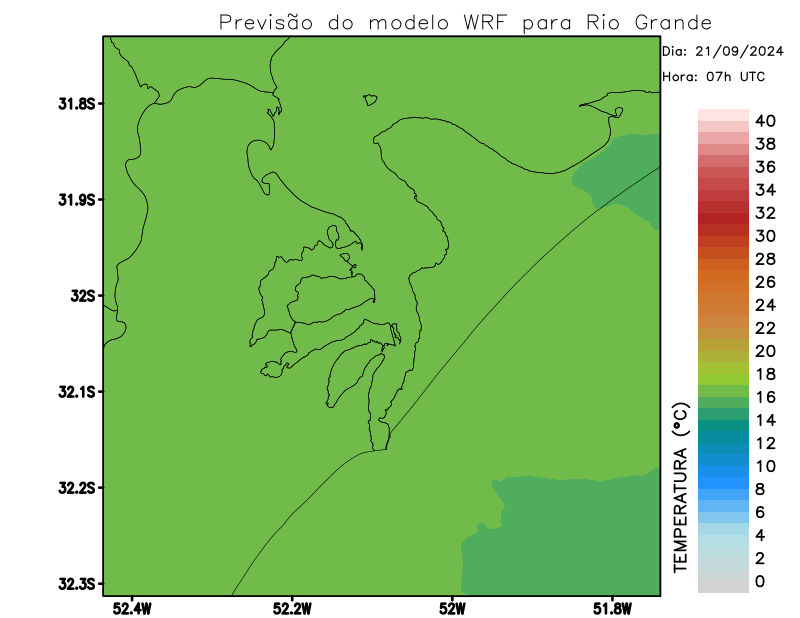 Previsão do modelo WRF para Rio Grande
Dia: 21/09/2024
Hora: 07h UTC
31.8S
31.9S
32S
32.1S
32.2S
32.3S
52.4W
52.2W
52W
51.8W
TEMPERATURA (°C)
40
38
36
34
32
30
28
26
24
22
20
18
16
14
12
10
8
6
4
2
0